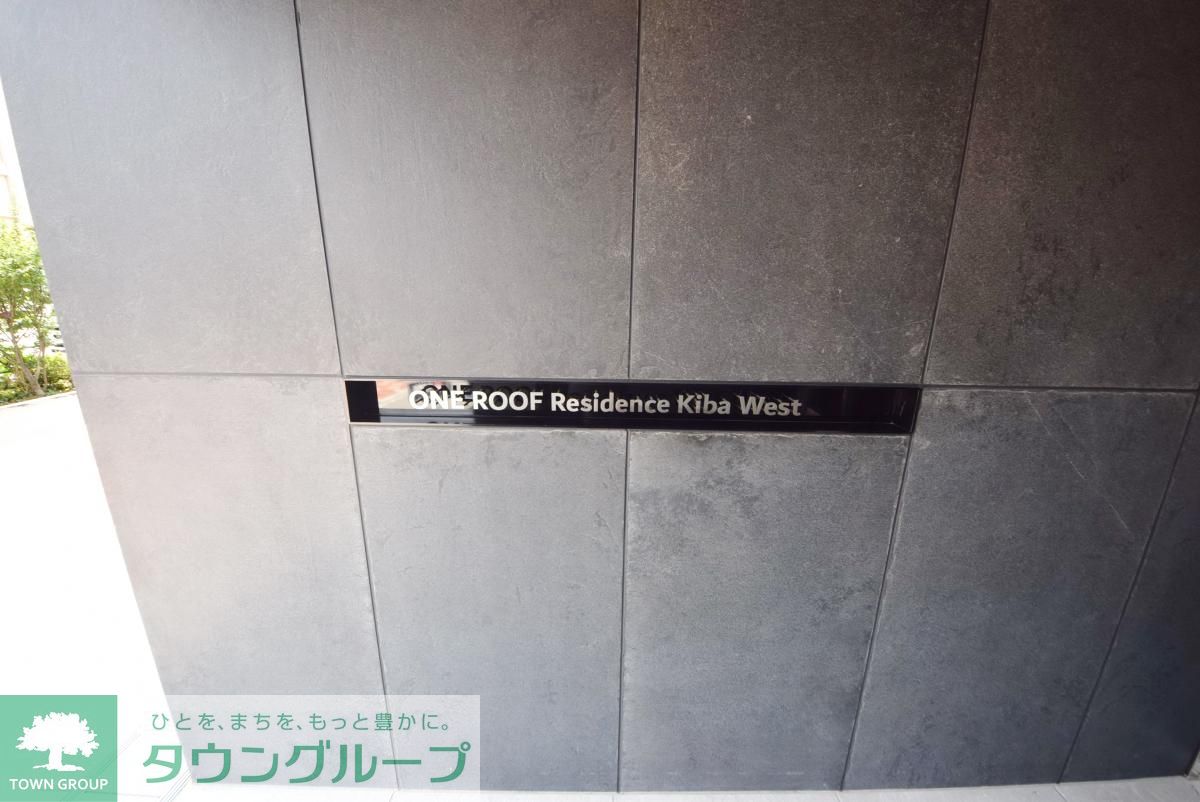 ONE ROOF Residence Kiba West
ひとを、まちを、もっと豊かに。
タウングループ
TOWN GROUP